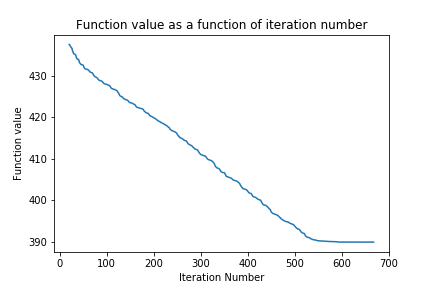 Function value as a function of iteration number
430
420
410
400
390
Function value
0 100 200 300 400 500 600 700
Iteration Number